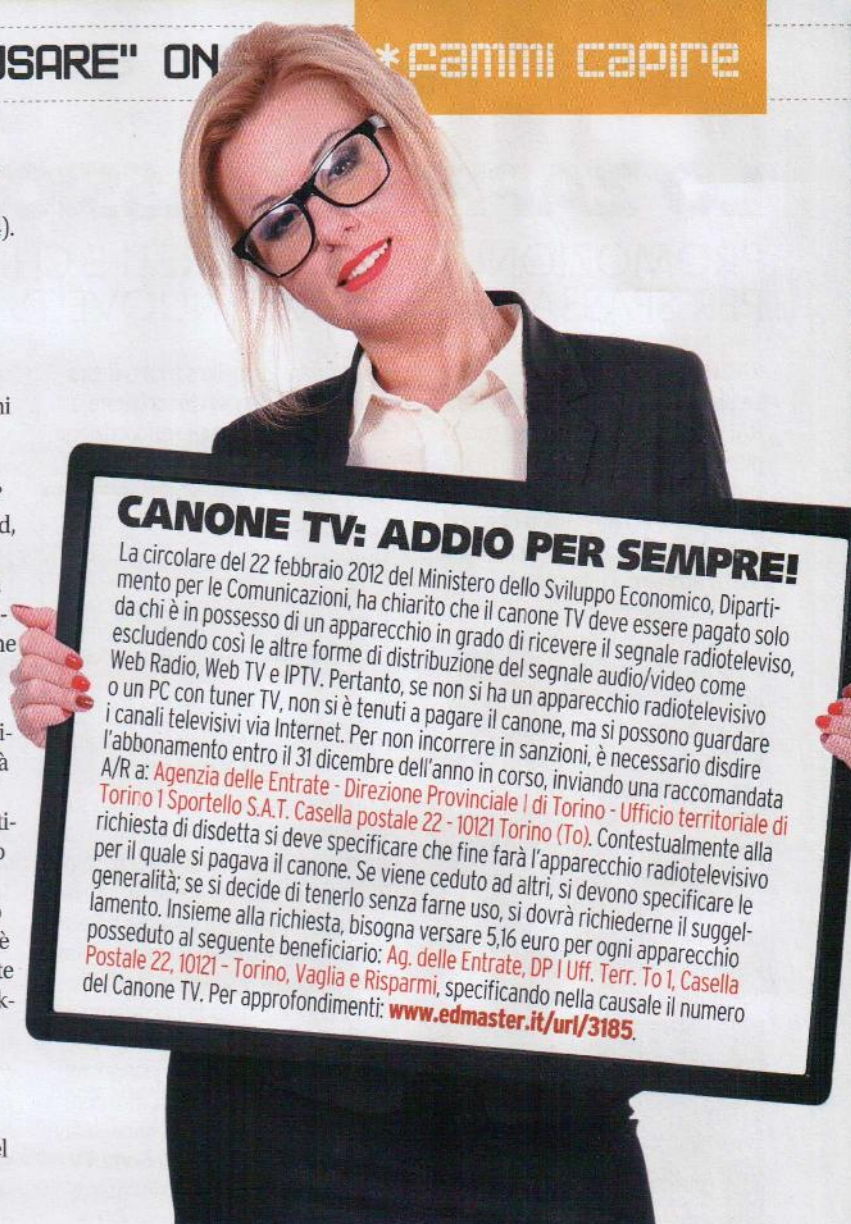 USARE" ON
*Fammi capire
).
ni
d,
ne
i-
à
ti-
o
è
te
k-
el
CANONE TV: ADDIO PER SEMPRE!
La circolare del 22 febbraio 2012 del Ministero dello Sviluppo Economico, Diparti-
mento per le Comunicazioni, ha chiarito che il canone TV deve essere pagato solo
da chi è in possesso di un apparecchio in grado di ricevere il segnale radioteleviso,
escludendo così le altre forme di distribuzione del segnale audio/video come
Web Radio, Web TV e IPTV. Pertanto, se non si ha un apparecchio radiotelevisivo
o un PC con tuner TV, non si è tenuti a pagare il canone, ma si possono guardare
i canali televisivi via Internet. Per non incorrere in sanzioni, è necessario disdire
l'abbonamento entro il 31 dicembre dell'anno in corso, inviando una raccomandata
A/R a: Agenzia delle Entrate - Direzione Provinciale I di Torino - Ufficio territoriale di
Torino 1 Sportello S.A.T. Casella postale 22 - 10121 Torino (To). Contestualmente alla
richiesta di disdetta si deve specificare che fine farà l'apparecchio radiotelevisivo
per il quale si pagava il canone. Se viene ceduto ad altri, si devono specificare le
generalità; se si decide di tenerlo senza farne uso, si dovrà richiederne il suggel-
lamento. Insieme alla richiesta, bisogna versare 5,16 euro per ogni apparecchio
posseduto al seguente beneficiario: Ag. delle Entrate, DP I Uff. Terr. To 1, Casella
Postale 22, 10121 - Torino, Vaglia e Risparmi, specificando nella causale il numero
del Canone TV. Per approfondimenti: www.edmaster.it/url/3185.